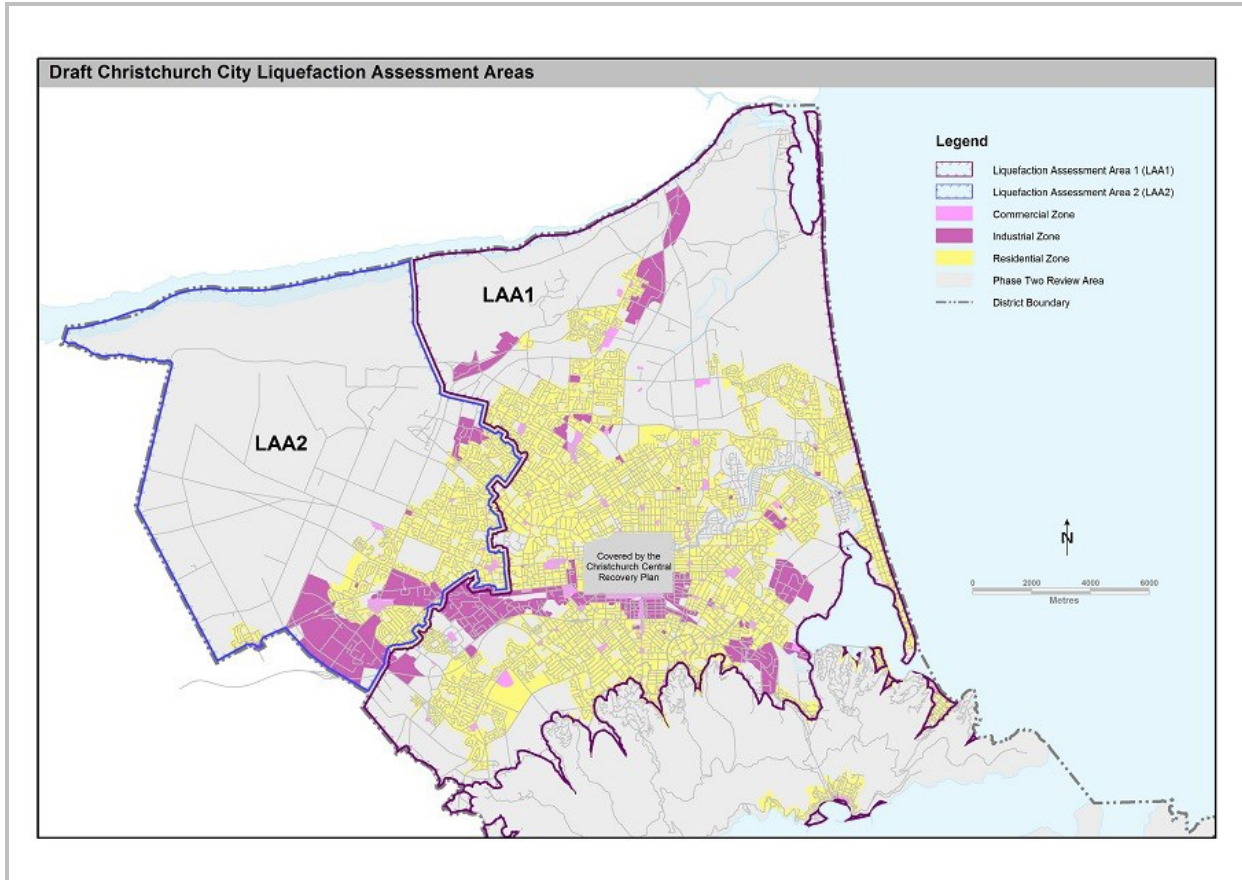 Draft Christchurch City Liquefaction Assessment Areas
Legend
Liquefaction Assessment Area 1 (LAA1)
Liquefaction Assessment Area 2 (LAA2)
Commercial Zone
Industrial Zone
Residential Zone
Phase Two Review Area
District Boundary
LAA1
LAA2
Covered by the
Christchurch Central
Recovery Plan
N
0 2000 4000 6000
Metres